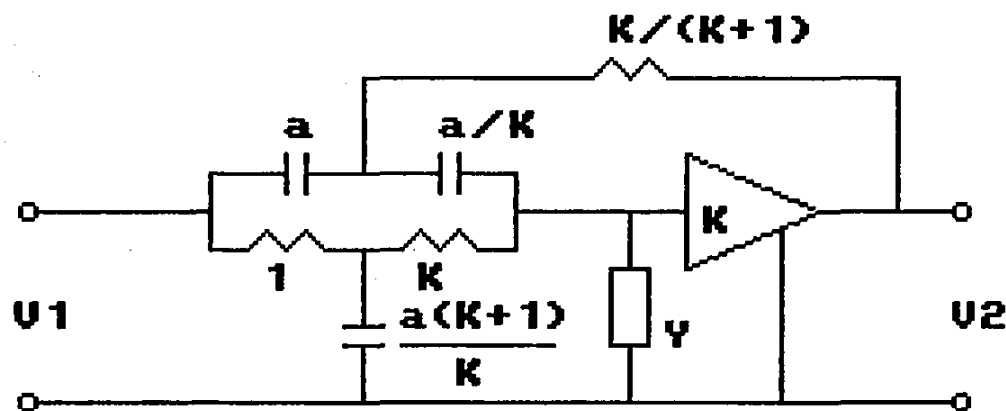 K/(K+1)
a a/K
K
1 K
V1 a(K+1) Y V2
K